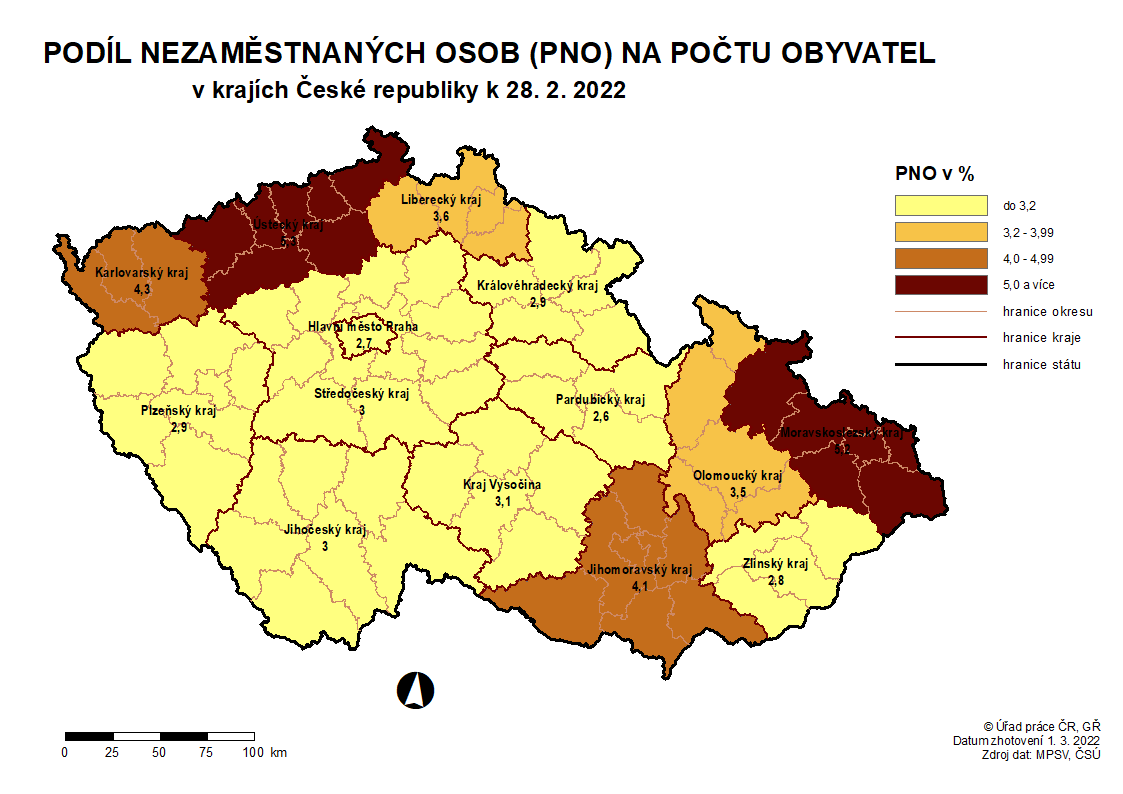 PODÍL NEZAMĚSTNANÝCH OSOB (PNO) NA POČTU OBYVATEL
v krajích České republiky k 28. 2. 2022
PNO v %
do 3,2
3,2 - 3,99
4,0 - 4,99
5,0 a více
hranice okresu
hranice kraje
hranice státu
Liberecký kraj
3,6
Ústecký kraj
Karlovarský kraj
4,3
Královéhradecký kraj
2,9
Hlavní město Praha
2,7
Středočeský kraj
3
Plzeňský kraj
2,9
Pardubický kraj
2,6
Moravskoslezský kraj
Olomoucký kraj
3,5
Kraj Vysočina
3,1
Jihočeský kraj
3
Jihomoravský kraj
4,1
Zlínský kraj
2,8
0 25 50 75 100 km
© Úřad práce ČR, GŘ
Datum zhotovení 1. 3. 2022
Zdroj dat: MPSV, ČSÚ